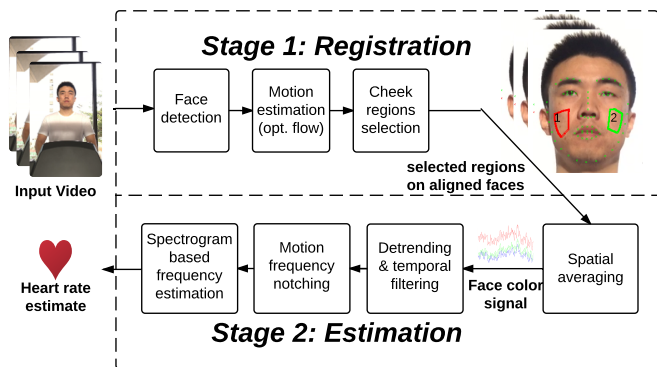 Stage 1: Registration
Face
detection
Motion
estimation
(opt. flow)
Cheek
regions
selection
1
2
Input Video
selected regions
on aligned faces
Spatial
averaging
Face color
signal
Detrending
& temporal
filtering
Motion
frequency
notching
Spectrogram
based
frequency
estimation
Heart rate
estimate
Stage 2: Estimation